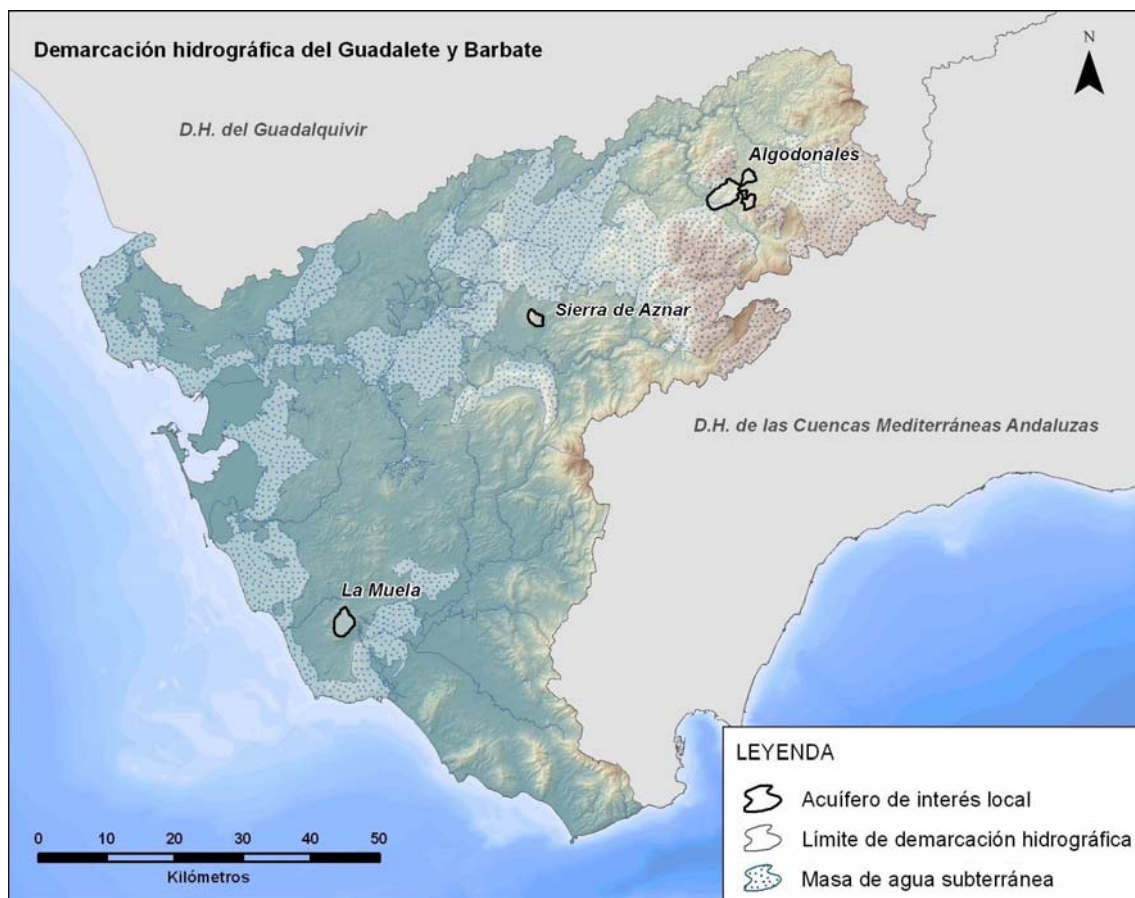 Demarcación hidrográfica del Guadalete y Barbate
N
D.H. del Guadalquivir
Algodonales
Sierra de Aznar
D.H. de las Cuencas Mediterráneas Andaluzas
La Muela
LEYENDA
Acuífero de interés local
Límite de demarcación hidrográfica
Masa de agua subterránea
0 10 20 30 40 50
Kilómetros